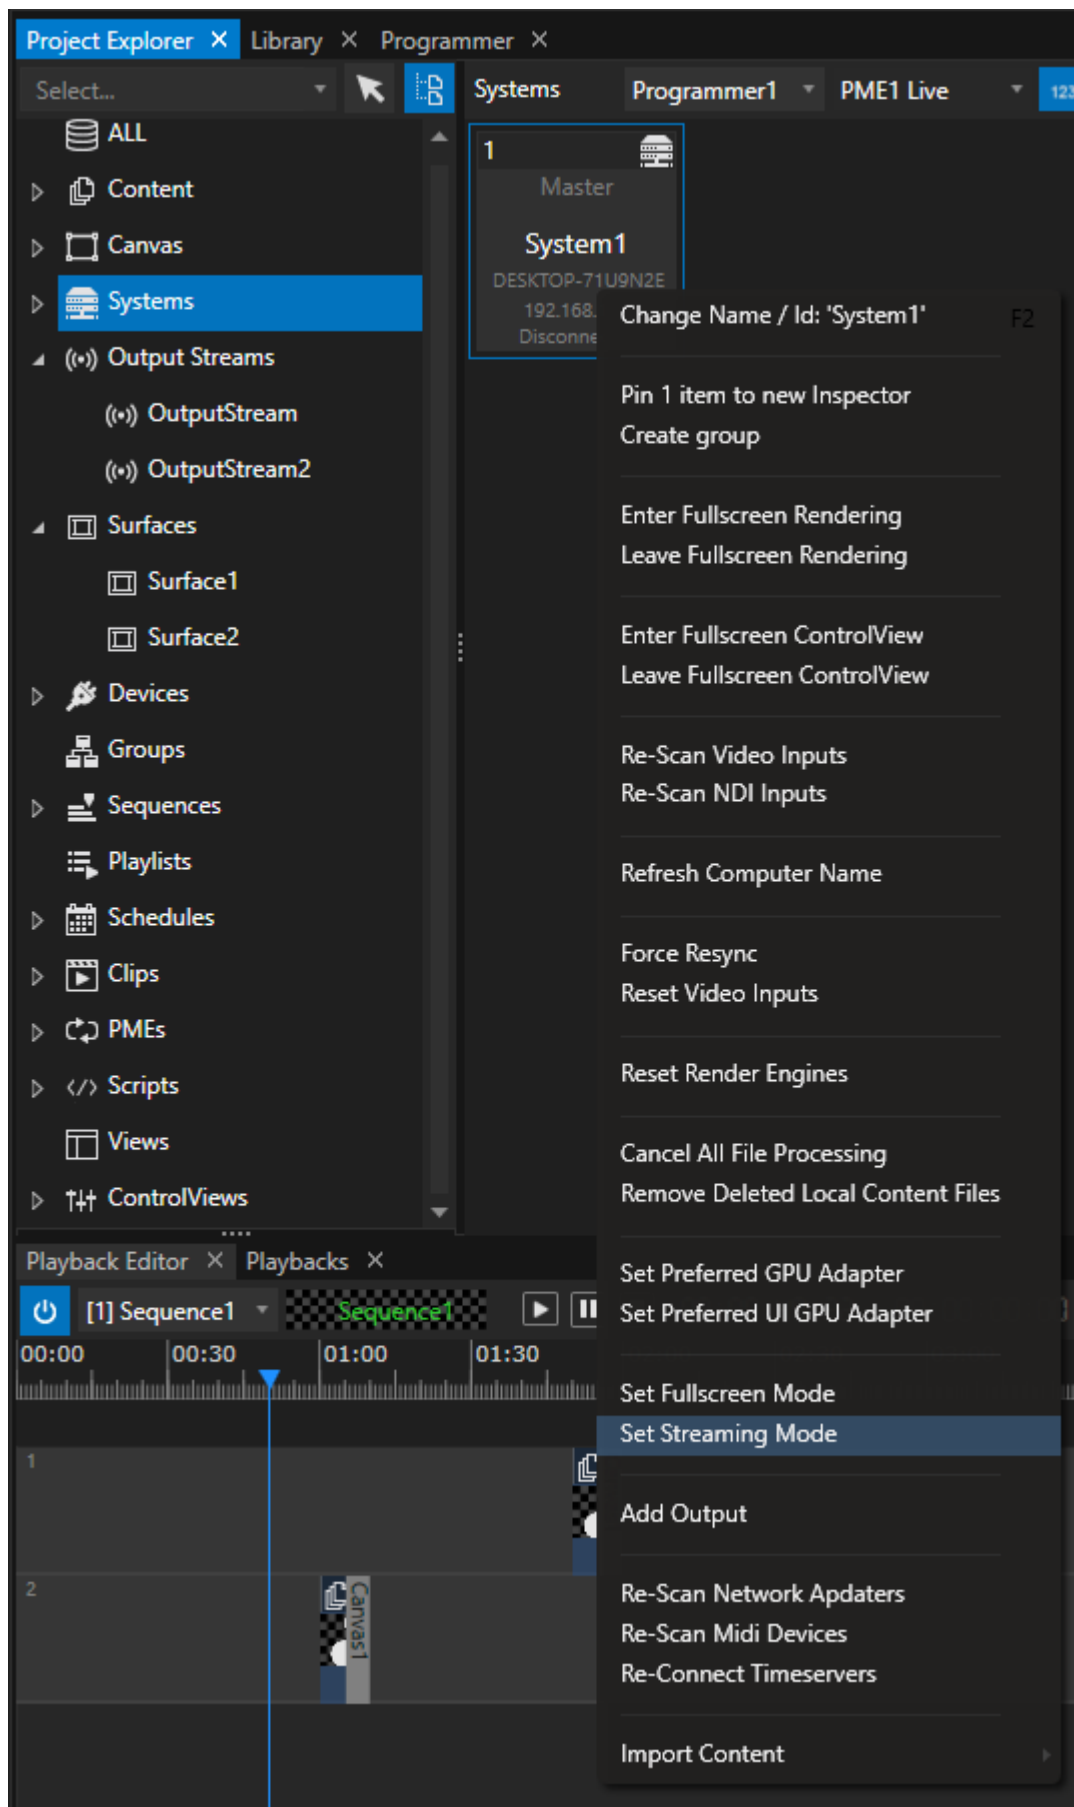 Project Explorer
Library
Programmer
Select...
Systems
Programmer1
PME1 Live
123
ALL
Content
Canvas
Systems
Output Streams
OutputStream
OutputStream2
Surfaces
Surface1
Surface2
Devices
Groups
Sequences
Playlists
Schedules
Clips
PMEs
Scripts
Views
ControlViews
1
Master
System1
DESKTOP-71U9N2E
192.168.
Disconne
Change Name / Id: 'System1' F2
Pin 1 item to new Inspector
Create group
Enter Fullscreen Rendering
Leave Fullscreen Rendering
Enter Fullscreen ControlView
Leave Fullscreen ControlView
Re-Scan Video Inputs
Re-Scan NDI Inputs
Refresh Computer Name
Force Resync
Reset Video Inputs
Reset Render Engines
Cancel All File Processing
Remove Deleted Local Content Files
Set Preferred GPU Adapter
Set Preferred UI GPU Adapter
Set Fullscreen Mode
Set Streaming Mode
Add Output
Re-Scan Network Apdaters
Re-Scan Midi Devices
Re-Connect Timeservers
Import Content
Playback Editor
Playbacks
[1] Sequence1
Sequence1
00:00
00:30
01:00
01:30
1
2
Canvas1